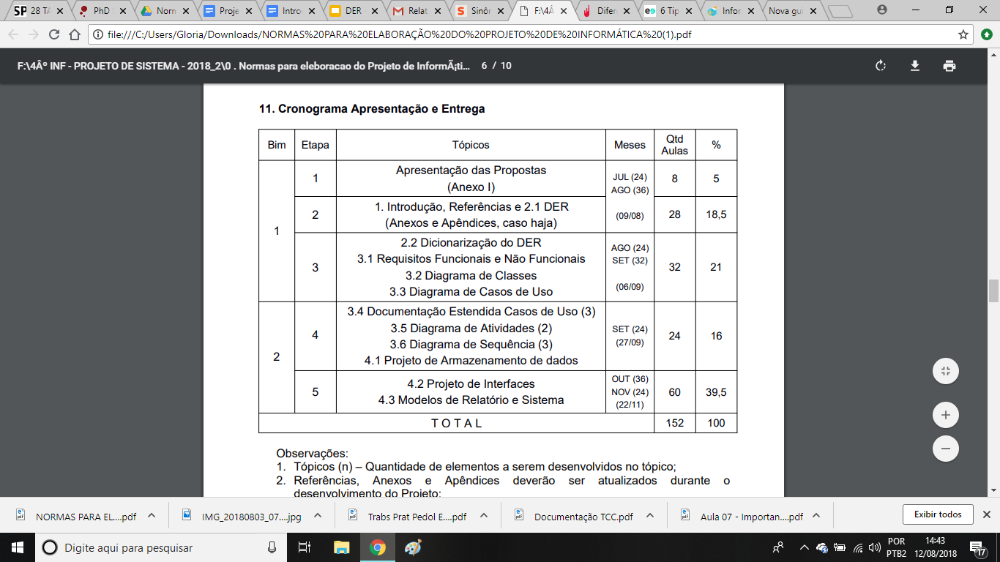 28 TA
PhD
Norm
Proje
Introd
DER -
Relat
Sinôr
F:\4Â
Difer
6 Tip
Infor
Nova gui
file:///C:/Users/Gloria/Downloads/NORMAS%20PARA%20ELABORAÇÃO%20DO%20PROJETO%20DE%20INFORMÁTICA%20(1).pdf
F:\4Âº INF - PROJETO DE SISTEMA - 2018_2\0 . Normas para eleboracao do Projeto de InformÃ¡ti... 6 / 10
11. Cronograma Apresentação e Entrega
Bim Etapa Tópicos Meses Qtd Aulas %
1
1 Apresentação das Propostas
(Anexo I)
JUL (24)
AGO (36)
(09/08)
8 5
2 1. Introdução, Referências e 2.1 DER
(Anexos e Apêndices, caso haja)
28 18,5
3 2.2 Dicionarização do DER
3.1 Requisitos Funcionais e Não Funcionais
3.2 Diagrama de Classes
3.3 Diagrama de Casos de Uso
AGO (24)
SET (32)
(06/09)
32 21
2
4 3.4 Documentação Estendida Casos de Uso (3)
3.5 Diagrama de Atividades (2)
3.6 Diagrama de Sequência (3)
4.1 Projeto de Armazenamento de dados
SET (24)
(27/09)
24 16
5 4.2 Projeto de Interfaces
4.3 Modelos de Relatório e Sistema
OUT (36)
NOV (24)
(22/11)
60 39,5
T O T A L 152 100
Observações:
1. Tópicos (n) – Quantidade de elementos a serem desenvolvidos no tópico;
2. Referências, Anexos e Apêndices deverão ser atualizados durante o
desenvolvimento do Projeto;
NORMAS PARA EL....pdf
IMG_20180803_07....jpg
Trabs Prat Pedol E....pdf
Documentação TCC.pdf
Aula 07 - Importan....pdf
Exibir todos
Digite aqui para pesquisar
POR
PTB2
14:43
12/08/2018
17